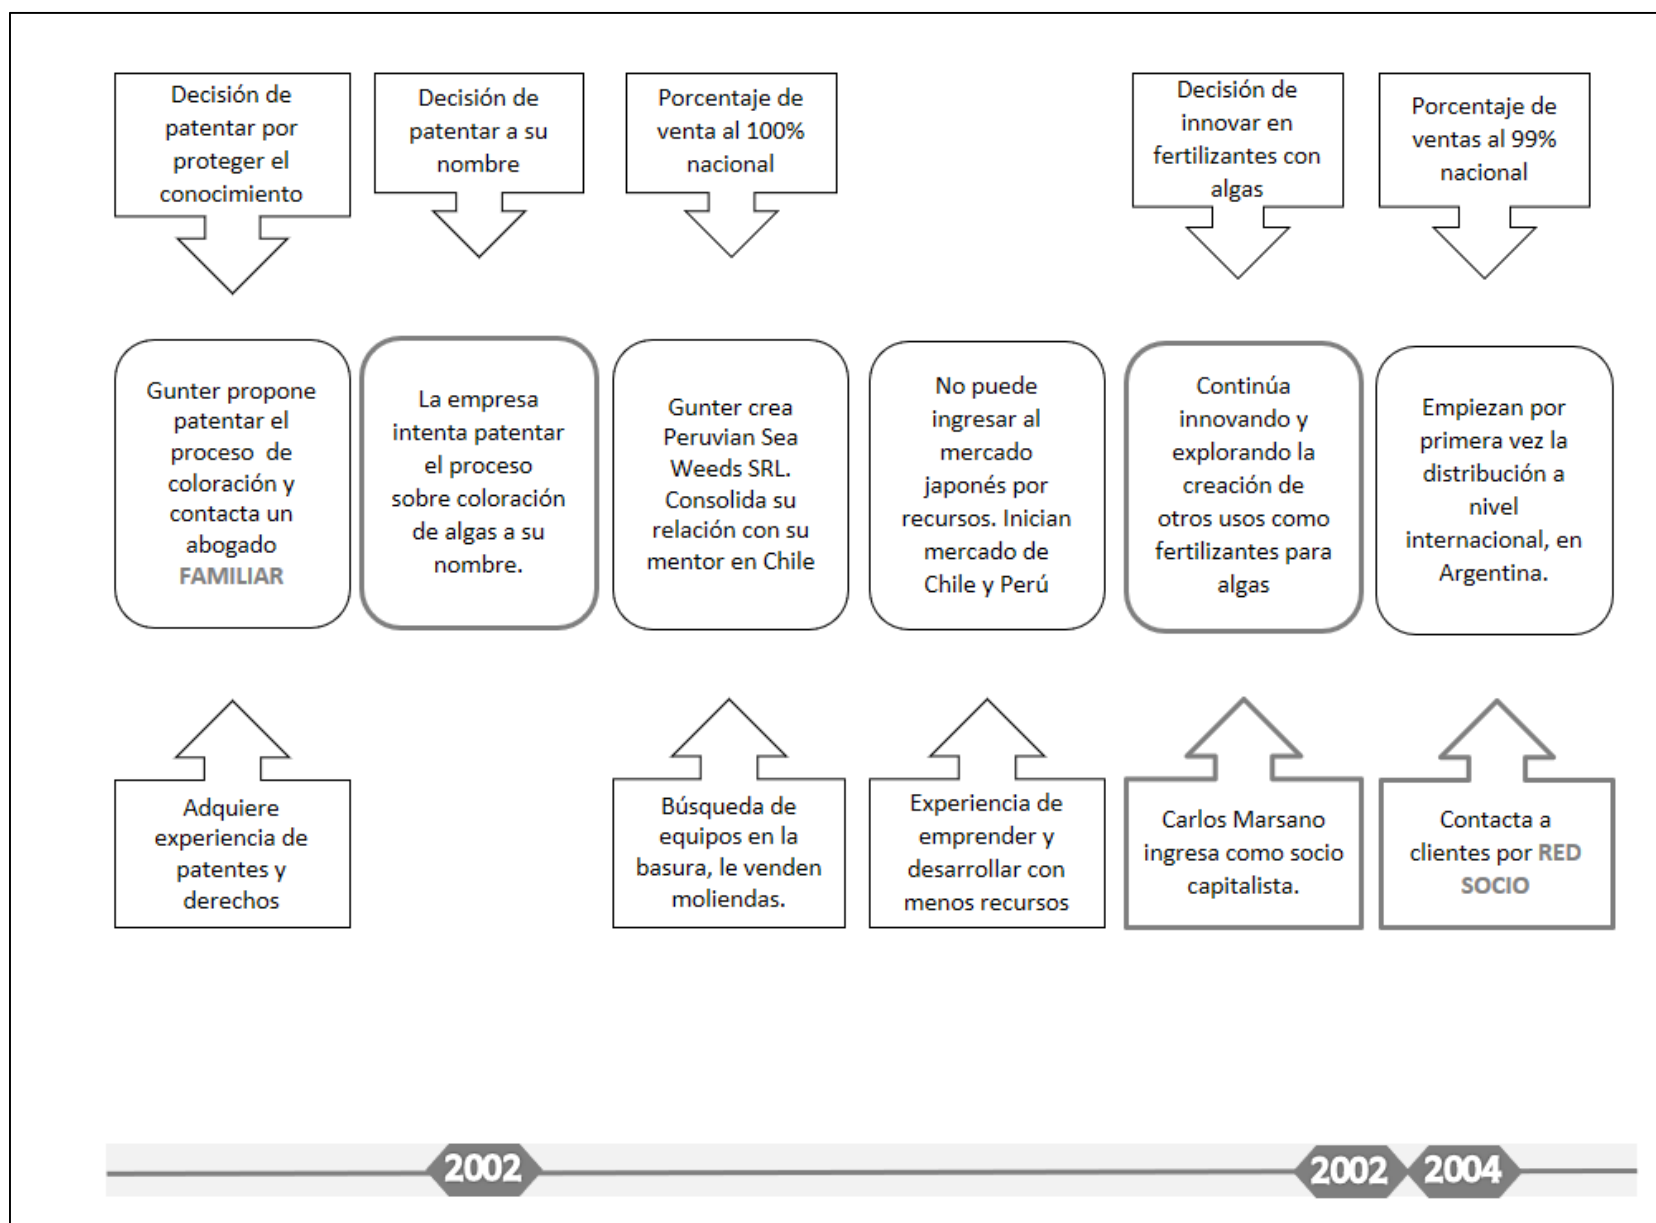 Decisión de
patentar por
proteger el
conocimiento
Decisión de
patentar a su
nombre
Porcentaje de
venta al 100%
nacional
Decisión de
innovar en
fertilizantes con
algas
Porcentaje de
ventas al 99%
nacional
Gunter propone
patentar el
proceso de
coloración y
contacta un
abogado
FAMILIAR
La empresa
intenta patentar
el proceso
sobre coloración
de algas a su
nombre.
Gunter crea
Peruvian Sea
Weeds SRL.
Consolida su
relación con su
mentor en Chile
No puede
ingresar al
mercado
japonés por
recursos. Inician
mercado de
Chile y Perú
Continúa
innovando y
explorando la
creación de
otros usos como
fertilizantes para
algas
Empiezan por
primera vez la
distribución a
nivel
internacional, en
Argentina.
Adquiere
experiencia de
patentes y
derechos
Búsqueda de
equipos en la
basura, le venden
moliendas.
Experiencia de
emprender y
desarrollar con
menos recursos
Carlos Marsano
ingresa como socio
capitalista.
Contacta a
clientes por RED
SOCIO
2002
2002
2004